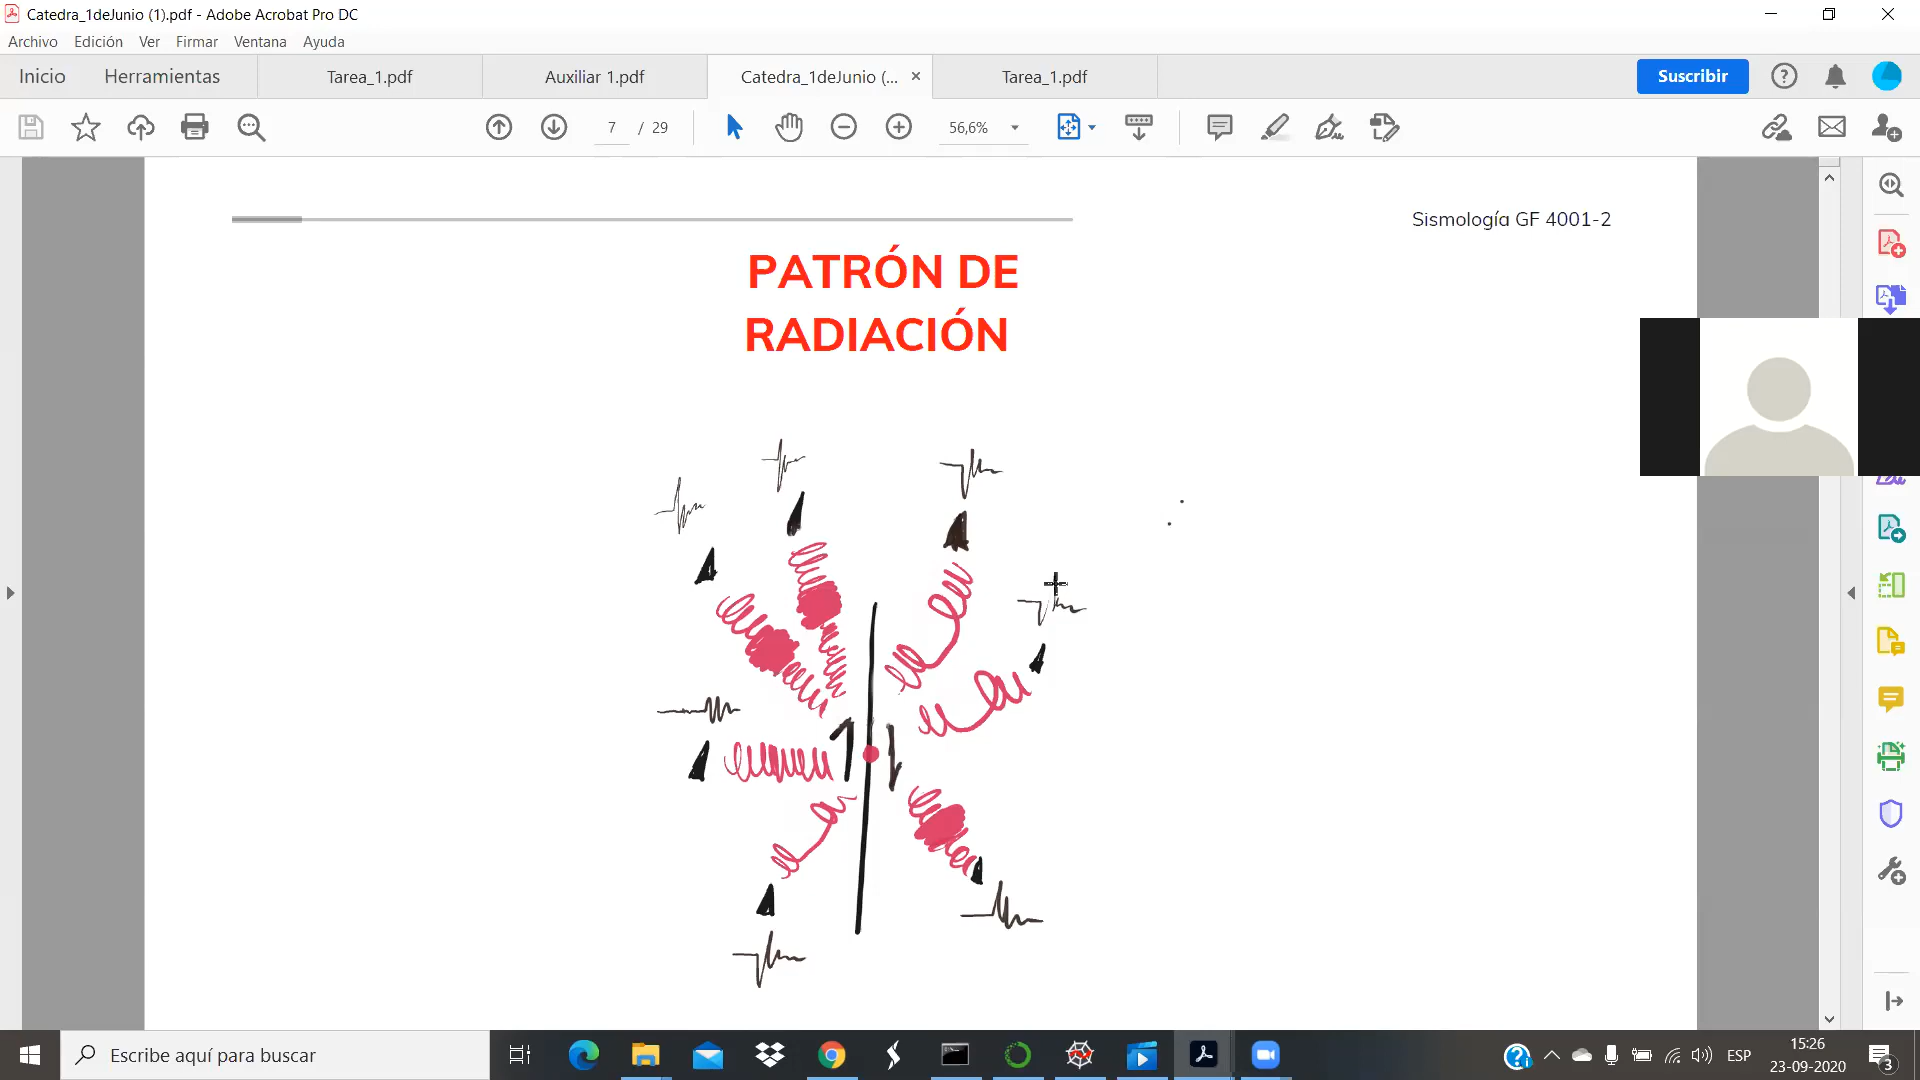 Catedra_1deJunio (1).pdf - Adobe Acrobat Pro DC
Archivo Edición Ver Firmar Ventana Ayuda
Inicio Herramientas Tarea_1.pdf Auxiliar 1.pdf Catedra_1deJunio (... Tarea_1.pdf Suscribir
7 / 29 56,6%
Sismología GF 4001-2
PATRÓN DE
RADIACIÓN
Escribe aquí para buscar
ESP
15:26
23-09-2020
3